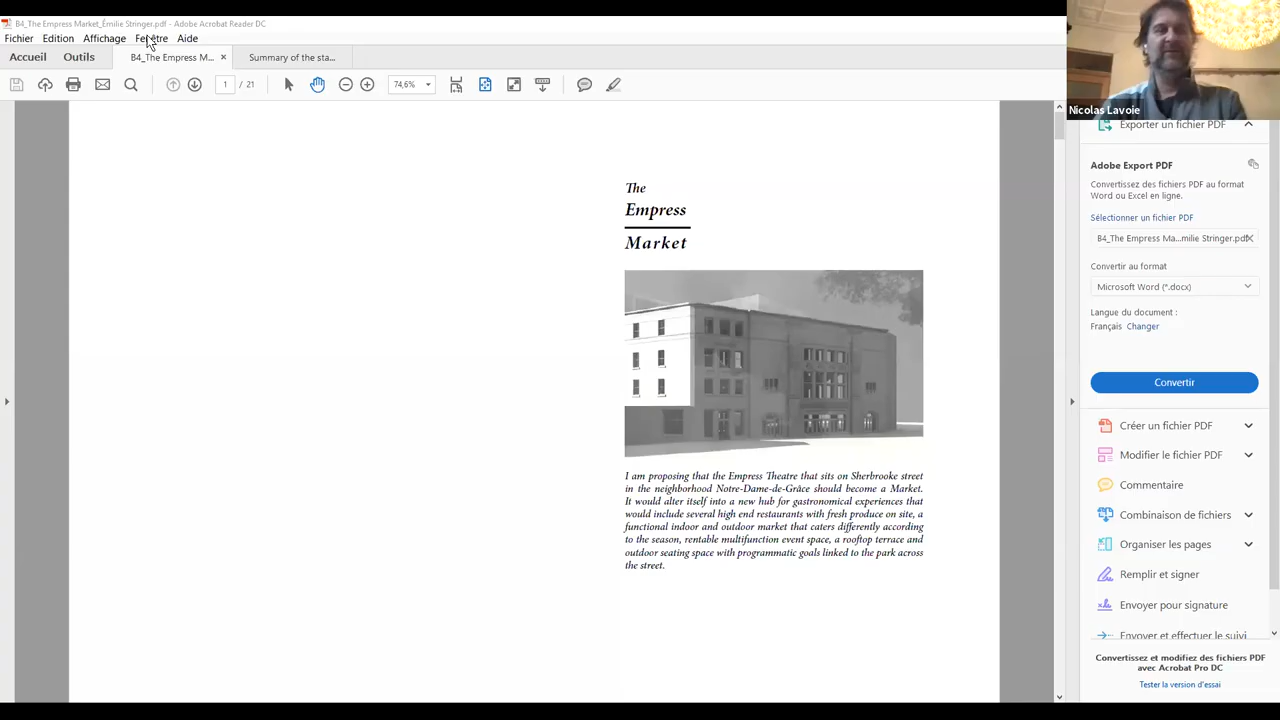 B4_The Empress Market_Émilie Stringer.pdf - Adobe Acrobat Reader DC
Fichier Edition Affichage Fenêtre Aide
Accueil Outils B4_The Empress M... × Summary of the sta...
1 / 21 74,6%
Nicolas Lavoie
The
Empress
Market
I am proposing that the Empress Theatre that sits on Sherbrooke street
in the neighborhood Notre-Dame-de-Grâce should become a Market.
It would alter itself into a new hub for gastronomical experiences that
would include several high end restaurants with fresh produce on site, a
functional indoor and outdoor market that caters differently according
to the season, rentable multifunction event space, a rooftop terrace and
outdoor seating space with programmatic goals linked to the park across
the street.
Exporter un fichier PDF
Adobe Export PDF
Convertissez des fichiers PDF au format
Word ou Excel en ligne.
Sélectionner un fichier PDF
B4_The Empress Ma...milie Stringer.pdf
Convertir au format
Microsoft Word (*.docx)
Langue du document :
Français Changer
Convertir
Créer un fichier PDF
Modifier le fichier PDF
Commentaire
Combinaison de fichiers
Organiser les pages
Remplir et signer
Envoyer pour signature
Envoyer et effectuer le suivi
Convertissez et modifiez des fichiers PDF
avec Acrobat Pro DC
Tester la version d'essai